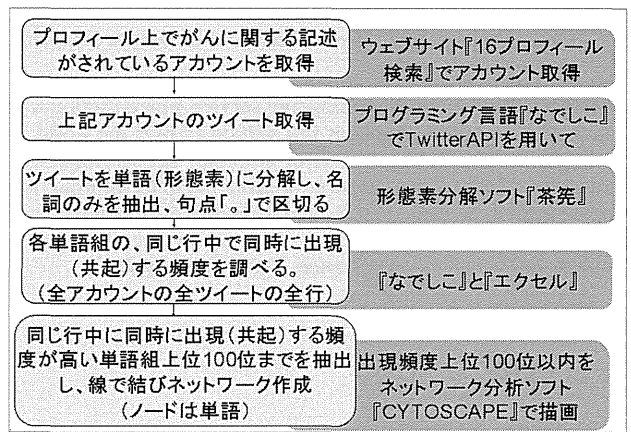 プロフィール上でがんに関する記述
がされているアカウントを取得
ウェブサイト『16プロフィール
検索』でアカウント取得
上記アカウントのツイート取得
プログラミング言語『なでしこ』
でTwitterAPIを用いて
ツイートを単語(形態素)に分解し、名
詞のみを抽出、句点「。」で区切る
形態素分解ソフト『茶筅』
各単語組の、同じ行中で同時に出現
(共起)する頻度を調べる。
(全アカウントの全ツイートの全行)
『なでしこ』と『エクセル』
同じ行中に同時に出現(共起)する頻
度が高い単語組上位100位までを抽出
し、線で結びネットワーク作成
(ノードは単語)
出現頻度上位100位以内を
ネットワーク分析ソフト
『CYTOSCAPE』で描画